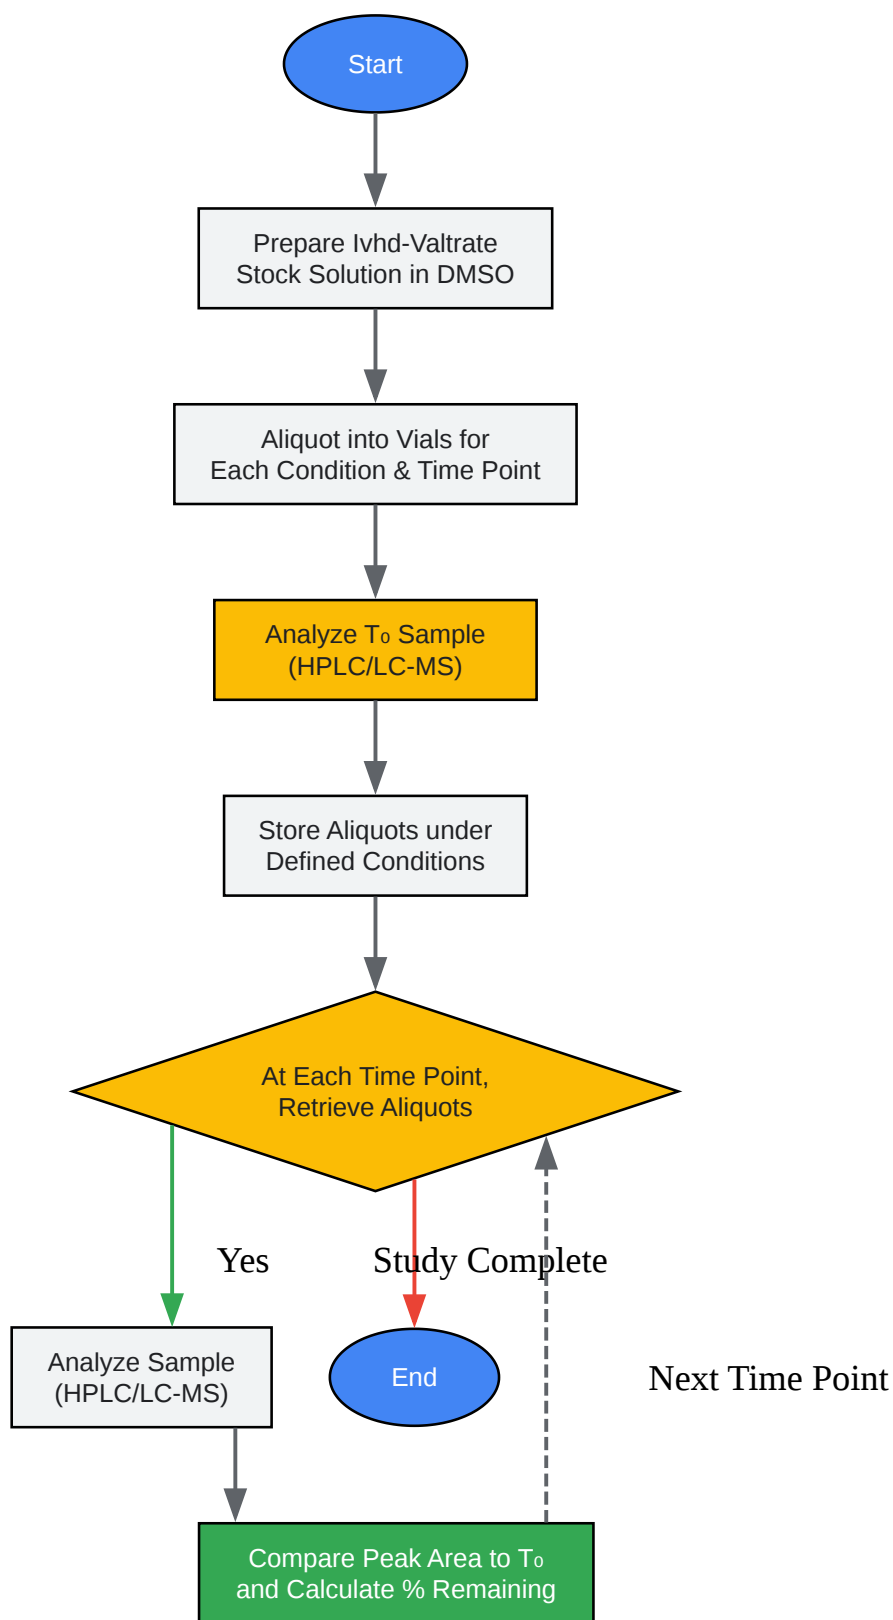 Start
Prepare Ivhd-Valtrate
Stock Solution in DMSO
Aliquot into Vials for
Each Condition & Time Point
Analyze T₀ Sample
(HPLC/LC-MS)
Store Aliquots under
Defined Conditions
At Each Time Point,
Retrieve Aliquots
Yes
Study Complete
Analyze Sample
(HPLC/LC-MS)
End
Next Time Point
Compare Peak Area to T₀
and Calculate % Remaining